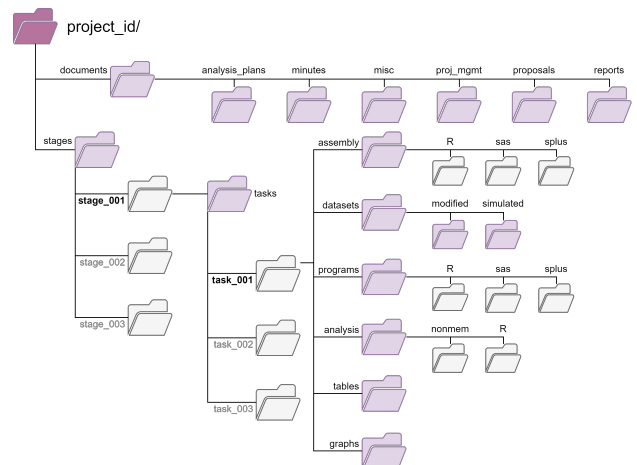 project_id/
documents
analysis_plans
minutes
misc
proj_mgmt
proposals
reports
stages
stage_001
tasks
stage_002
stage_003
task_001
task_002
task_003
assembly
R
sas
splus
datasets
modified
simulated
programs
R
sas
splus
analysis
nonmem
R
tables
graphs